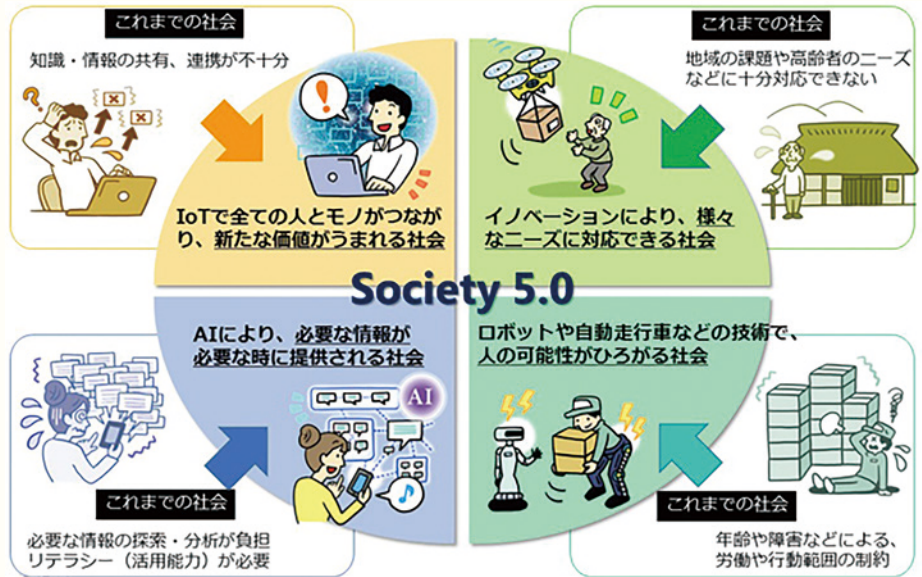 これまでの社会
知識・情報の共有、連携が不十分
IoTで全ての人とモノがつなが
り、新たな価値がうまれる社会
これまでの社会
地域の課題や高齢者のニーズ
などに十分対応できない
イノベーションにより、様々
なニーズに対応できる社会
Society 5.0
AIにより、必要な情報が
必要な時に提供される社会
AI
これまでの社会
必要な情報の探索・分析が負担
リテラシー（活用能力）が必要
ロボットや自動走行車などの技術で、
人の可能性がひろがる社会
これまでの社会
年齢や障害などによる、
労働や行動範囲の制約